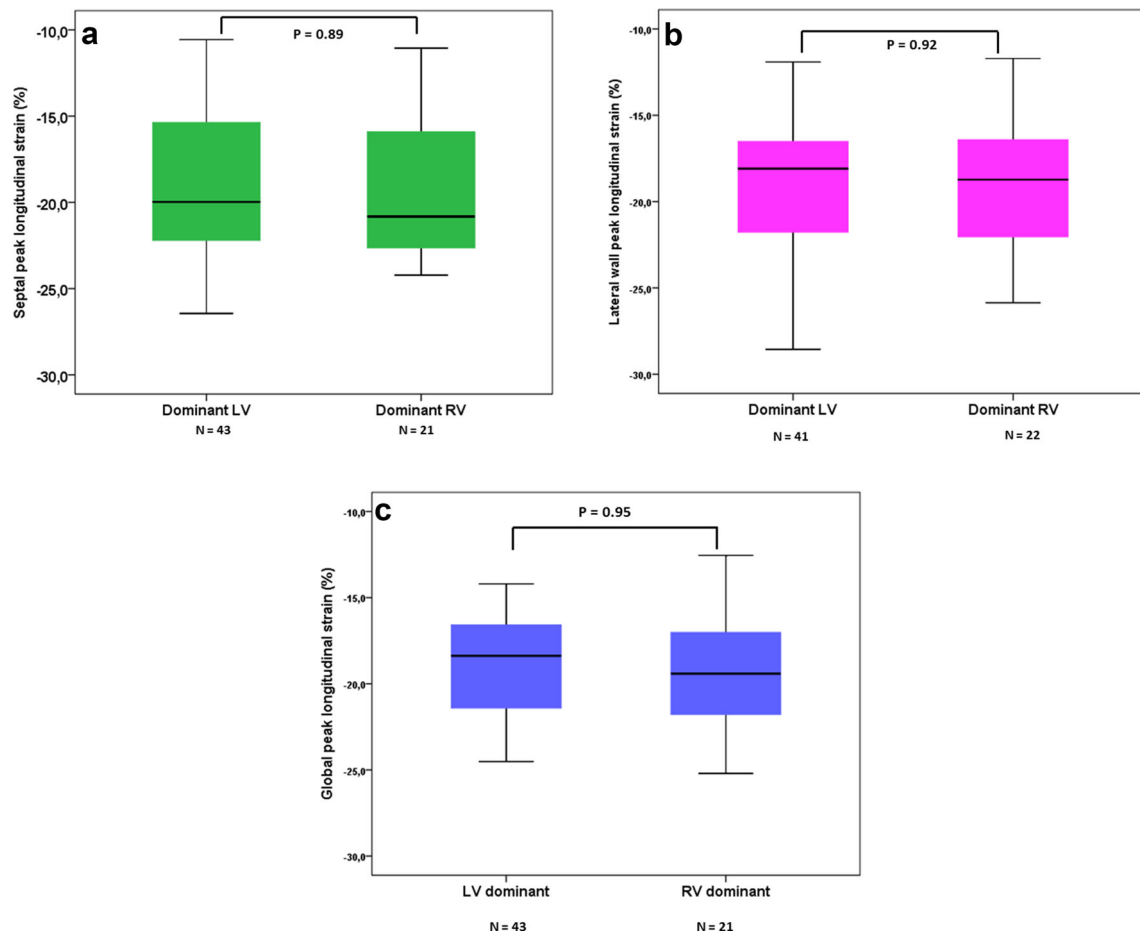 a
P = 0.89
Septal peak longitudinal strain (%)
-10,0
-15,0
-20,0
-25,0
-30,0
Dominant LV
Dominant RV
N = 43
N = 21
b
P = 0.92
Lateral wall peak longitudinal strain (%)
-10,0
-15,0
-20,0
-25,0
-30,0
Dominant LV
Dominant RV
N = 41
N = 22
c
P = 0.95
Global peak longitudinal strain (%)
-10,0
-15,0
-20,0
-25,0
-30,0
LV dominant
RV dominant
N = 43
N = 21